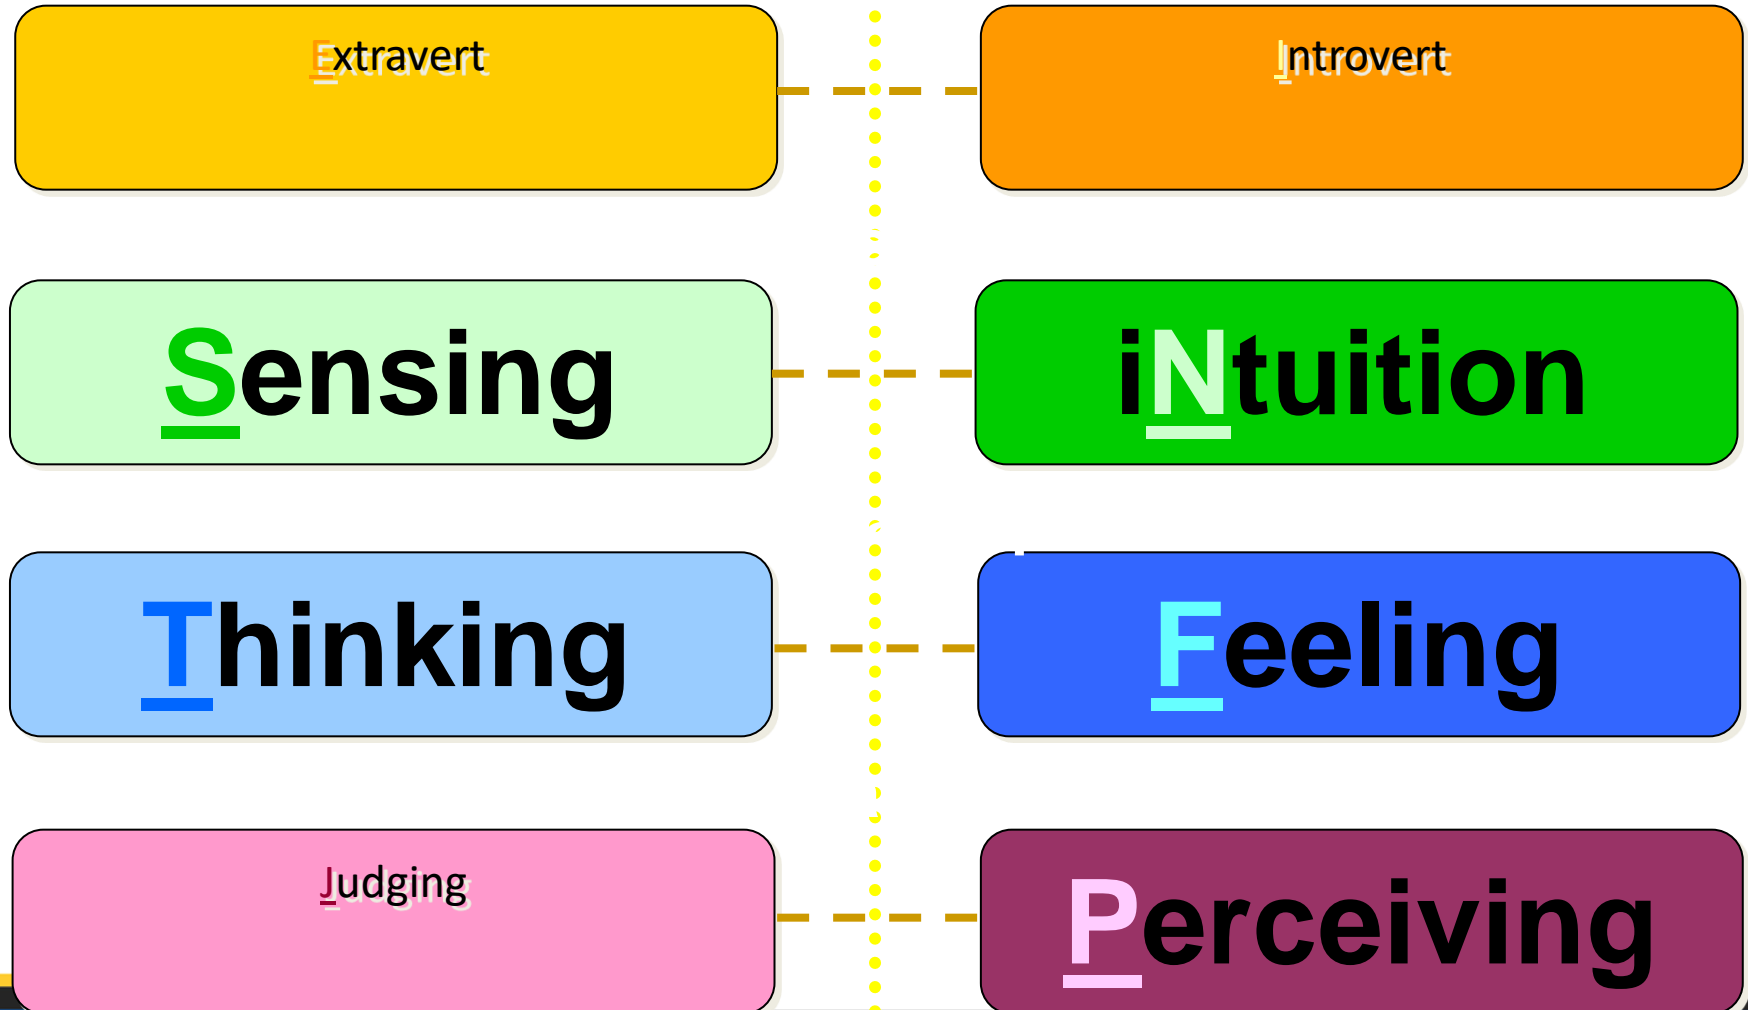 Extravert
Introvert
Sensing
iNtuition
Thinking
Feeling
Judging
Perceiving